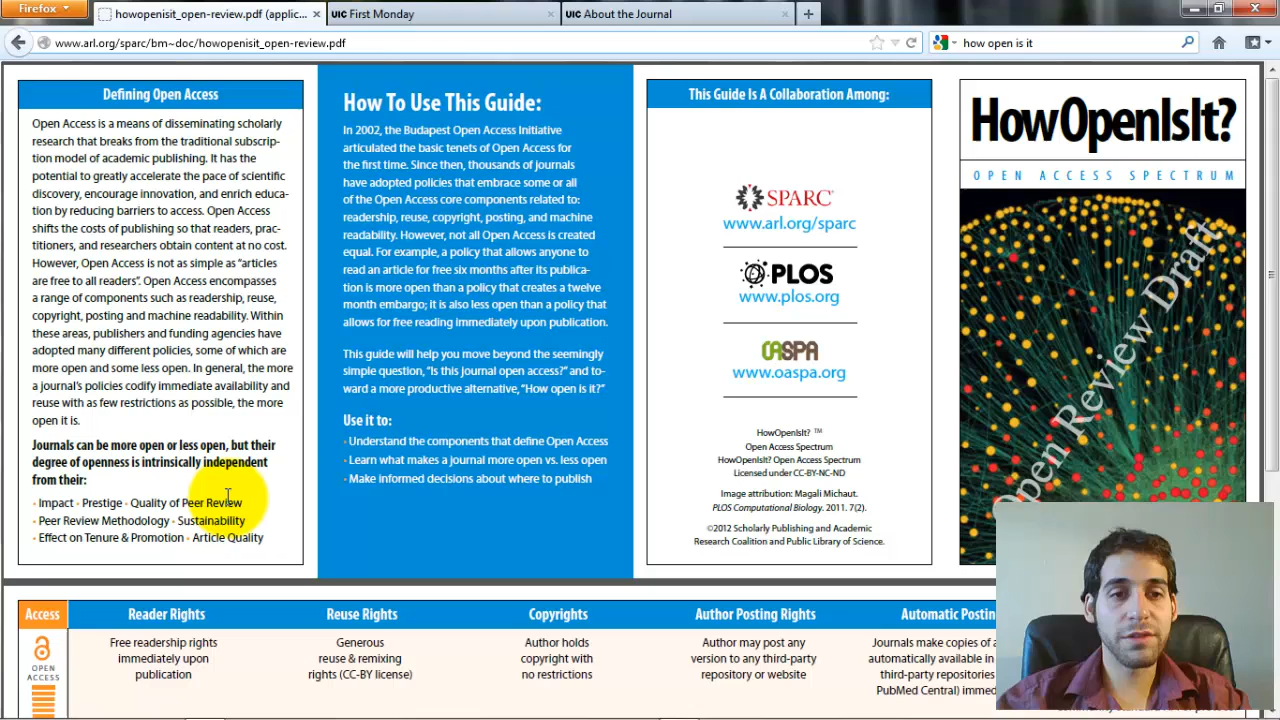 Firefox
howopenisit_open-review.pdf (applic...
UIC First Monday
UIC About the Journal
www.arl.org/sparc/bm~doc/howopenisit_open-review.pdf
how open is it
Defining Open Access
Open Access is a means of disseminating scholarly
research that breaks from the traditional subscrip-
tion model of academic publishing. It has the
potential to greatly accelerate the pace of scientific
discovery, encourage innovation, and enrich educa-
tion by reducing barriers to access. Open Access
shifts the costs of publishing so that readers, prac-
titioners, and researchers obtain content at no cost.
However, Open Access is not as simple as "articles
are free to all readers". Open Access encompasses
a range of components such as readership, reuse,
copyright, posting and machine readability. Within
these areas, publishers and funding agencies have
adopted many different policies, some of which are
more open and some less open. In general, the more
a journal's policies codify immediate availability and
reuse with as few restrictions as possible, the more
open it is.
Journals can be more open or less open, but their
degree of openness is intrinsically independent
from their:
· Impact · Prestige · Quality of Peer Review
· Peer Review Methodology · Sustainability
· Effect on Tenure & Promotion · Article Quality
How To Use This Guide:
In 2002, the Budapest Open Access Initiative
articulated the basic tenets of Open Access for
the first time. Since then, thousands of journals
have adopted policies that embrace some or all
of the Open Access core components related to:
readership, reuse, copyright, posting, and machine
readability. However, not all Open Access is created
equal. For example, a policy that allows anyone to
read an article for free six months after its publica-
tion is more open than a policy that creates a twelve
month embargo; it is also less open than a policy that
allows for free reading immediately upon publication.
This guide will help you move beyond the seemingly
simple question, "Is this journal open access?" and to-
ward a more productive alternative, "How open is it?"
Use it to:
· Understand the components that define Open Access
· Learn what makes a journal more open vs. less open
· Make informed decisions about where to publish
This Guide Is A Collaboration Among:
SPARC
www.arl.org/sparc
PLOS
www.plos.org
OASPA
www.oaspa.org
HowOpenIsIt? ™
Open Access Spectrum
HowOpenIsIt? Open Access Spectrum
Licensed under CC-BY-NC-ND
Image attribution: Magali Michaut.
PLOS Computational Biology. 2011. 7(2).
©2012 Scholarly Publishing and Academic
Research Coalition and Public Library of Science.
HowOpenIsIt?
OPEN ACCESS SPECTRUM
Open Review Draft
Access
Reader Rights
Reuse Rights
Copyrights
Author Posting Rights
Automatic Postin
OPEN
ACCESS
Free readership rights
immediately upon
publication
Generous
reuse & remixing
rights (CC-BY license)
Author holds
copyright with
no restrictions
Author may post any
version to any third-party
repository or website
Journals make copies of a
automatically available in
third-party repositories
PubMed Central) imme